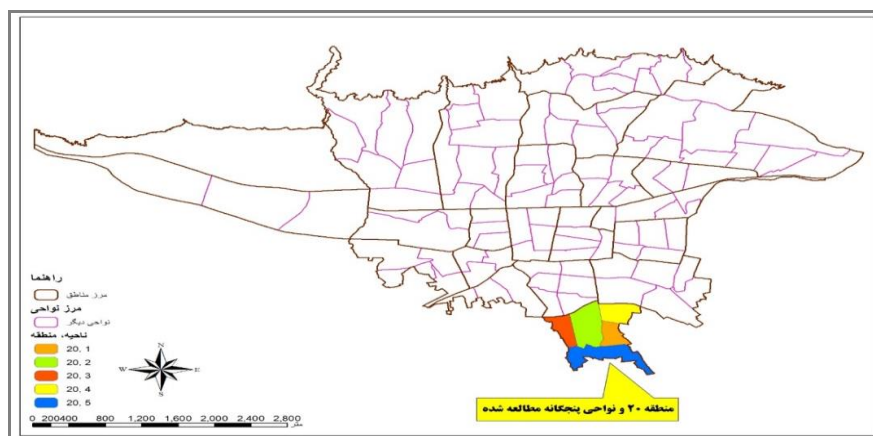 راهنما
مرز مناطق
مرز نواحی
نواحی دیگر
ناحیه، منطقه
20, 1
20, 2
20, 3
20, 4
20, 5
N
W E
S
0 200400 800 1,200 1,600 2,000 2,400 2,800
متر
منطقه ۲۰ و نواحی پنجگانه مطالعه شده